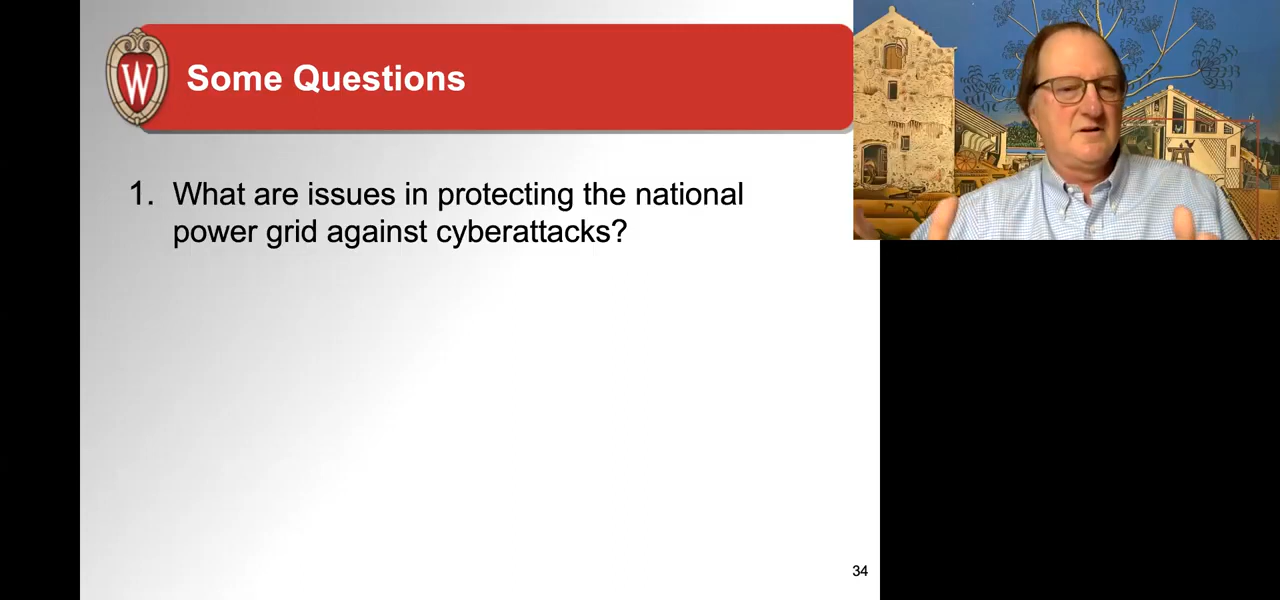 W
Some Questions
1. What are issues in protecting the national
power grid against cyberattacks?
34